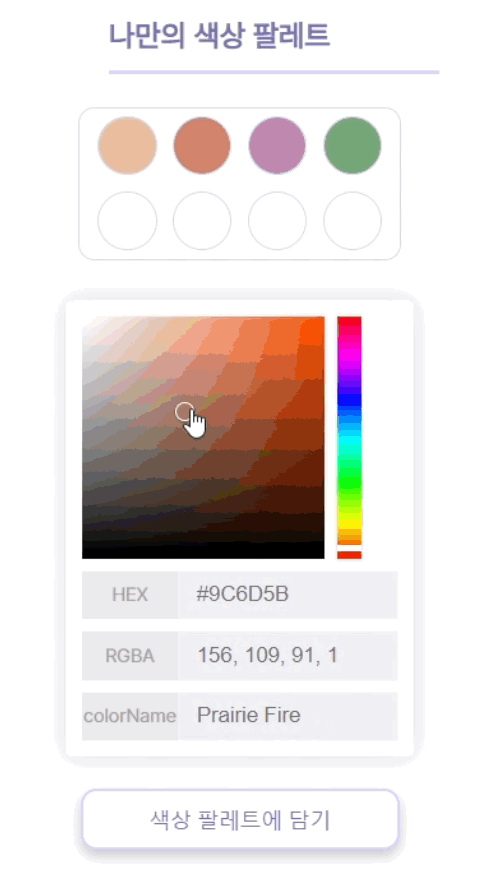 나만의 색상 팔레트
HEX #9C6D5B
RGBA 156, 109, 91, 1
colorName Prairie Fire
색상 팔레트에 담기